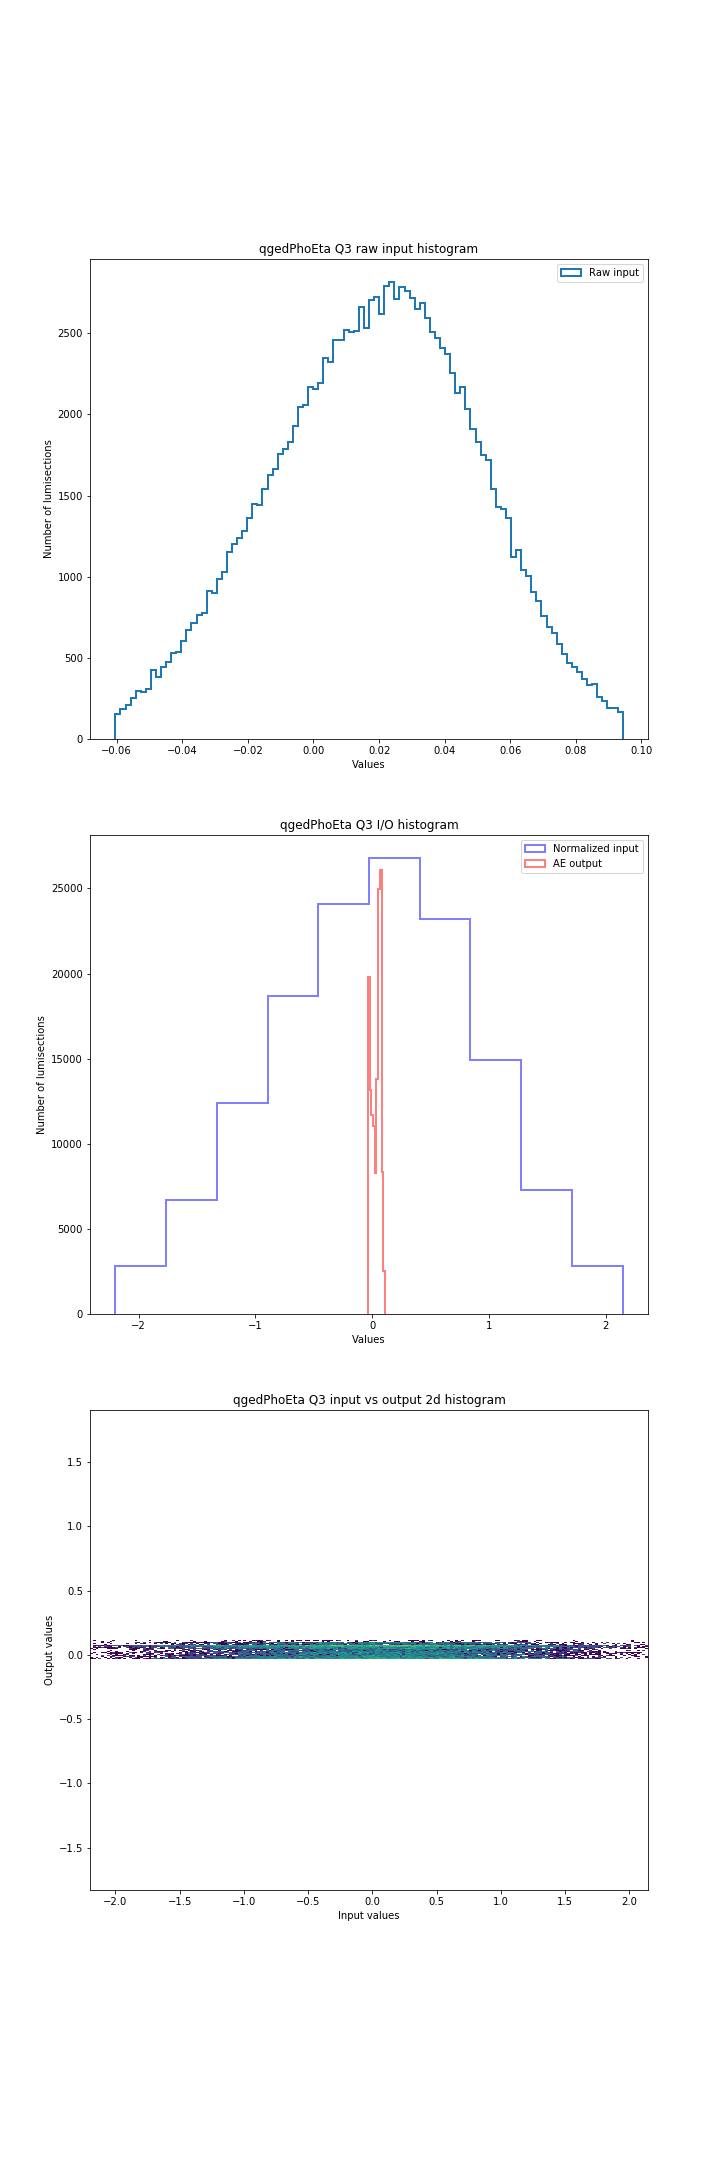 qgedPhoEta Q3 raw input histogram
Raw input
2500
2000
1500
1000
500
0
Number of lumisections
−0.06 −0.04 −0.02 0.00 0.02 0.04 0.06 0.08 0.10
Values
qgedPhoEta Q3 I/O histogram
Normalized input
AE output
25000
20000
15000
10000
5000
0
Number of lumisections
−2 −1 0 1 2
Values
qgedPhoEta Q3 input vs output 2d histogram
1.5
1.0
0.5
0.0
−0.5
−1.0
−1.5
Output values
−2.0 −1.5 −1.0 −0.5 0.0 0.5 1.0 1.5 2.0
Input values